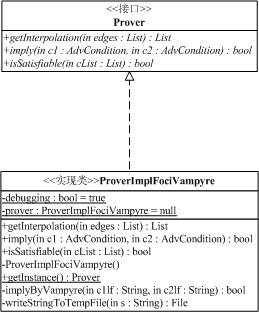 <<接口>>
Prover
+getInterpolation(in edges : List) : List
+imply(in c1 : AdvCondition, in c2 : AdvCondition) : bool
+isSatisfiable(in cList : List) : bool
<<实现类>>ProverImplFociVampyre
-debugging : bool = true
-prover : ProverImplFociVampyre = null
+getInterpolation(in edges : List) : List
+imply(in c1 : AdvCondition, in c2 : AdvCondition) : bool
+isSatisfiable(in cList : List) : bool
-ProverImplFociVampyre()
+getInstance() : Prover
-implyByVampyre(in c1lf : String, in c2lf : String) : bool
-writeStringToTempFile(in s : String) : File